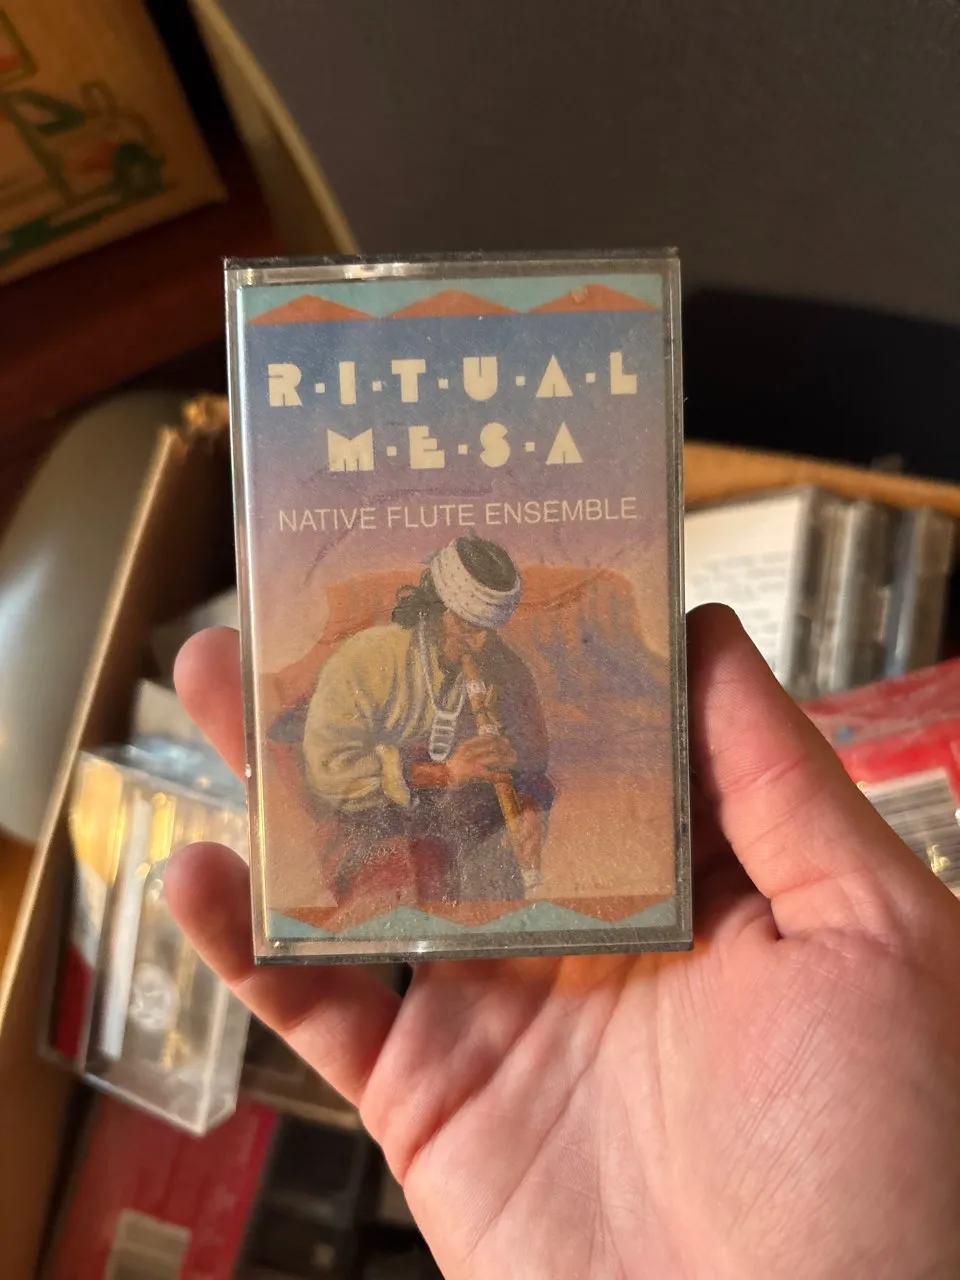 R·I·T·U·A·L
M·E·S·A
NATIVE FLUTE ENSEMBLE